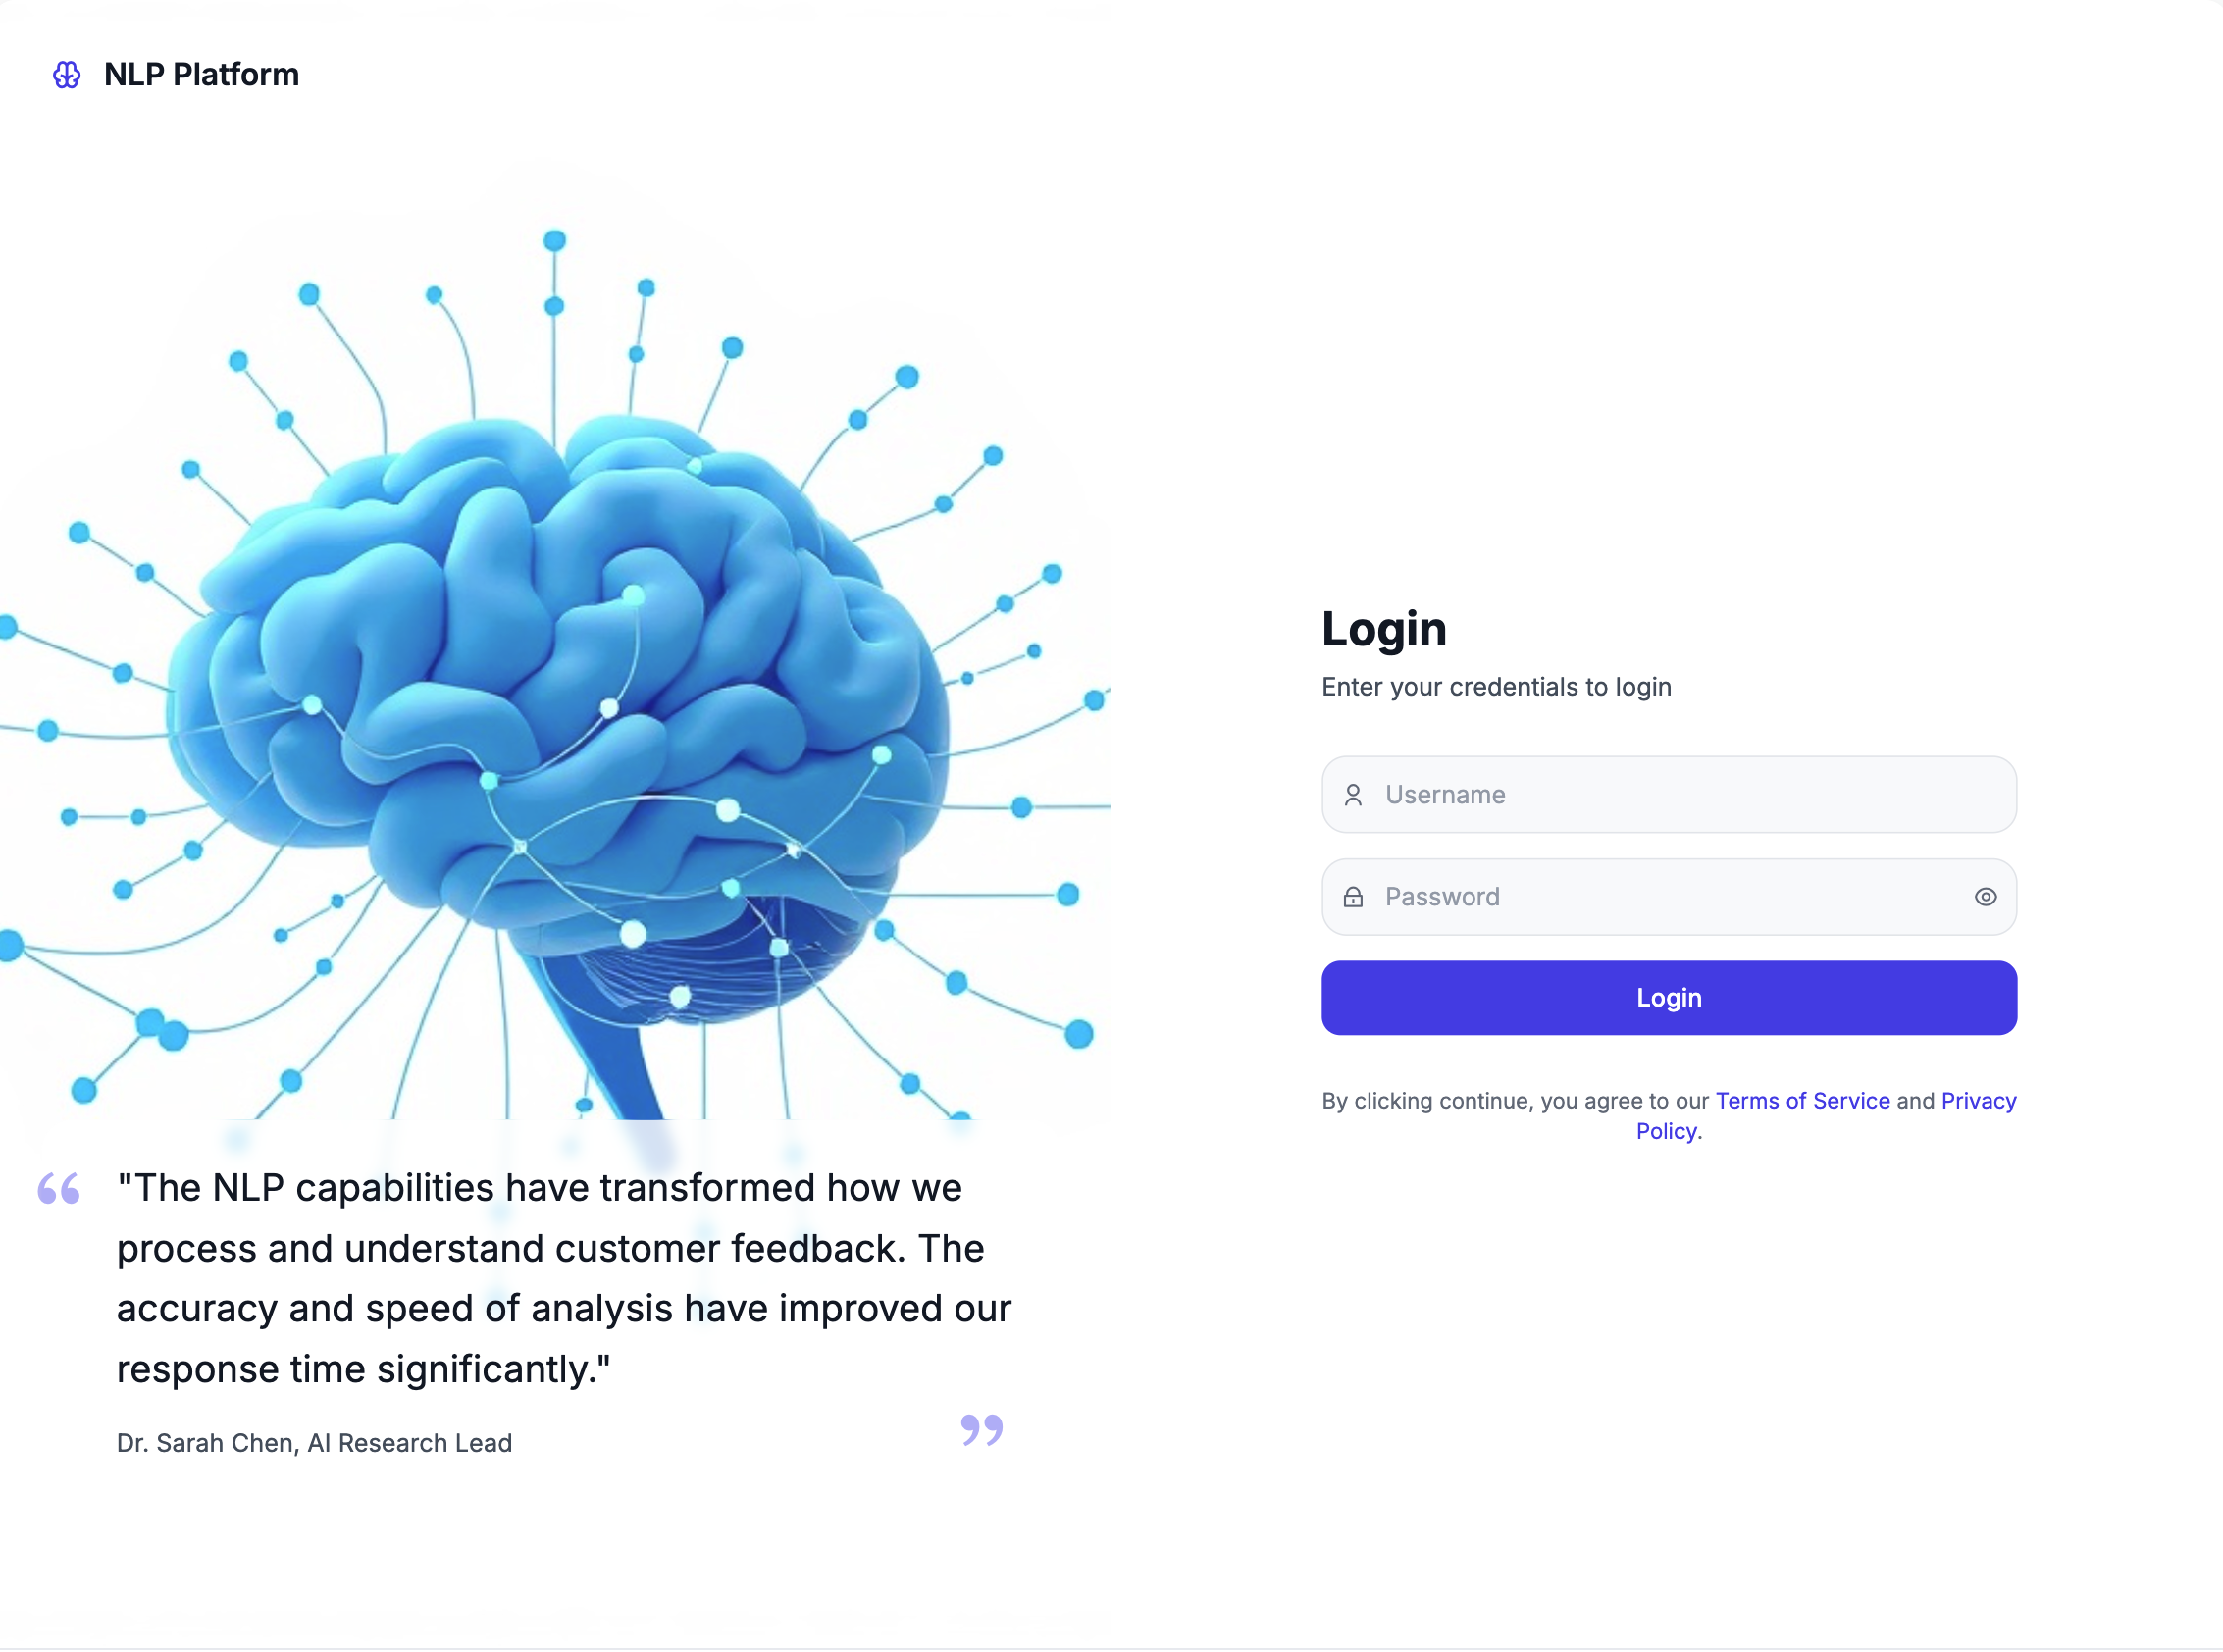 NLP Platform
"The NLP capabilities have transformed how we
process and understand customer feedback. The
accuracy and speed of analysis have improved our
response time significantly."
Dr. Sarah Chen, AI Research Lead
Login
Enter your credentials to login
Username
Password
Login
By clicking continue, you agree to our Terms of Service and Privacy
Policy.